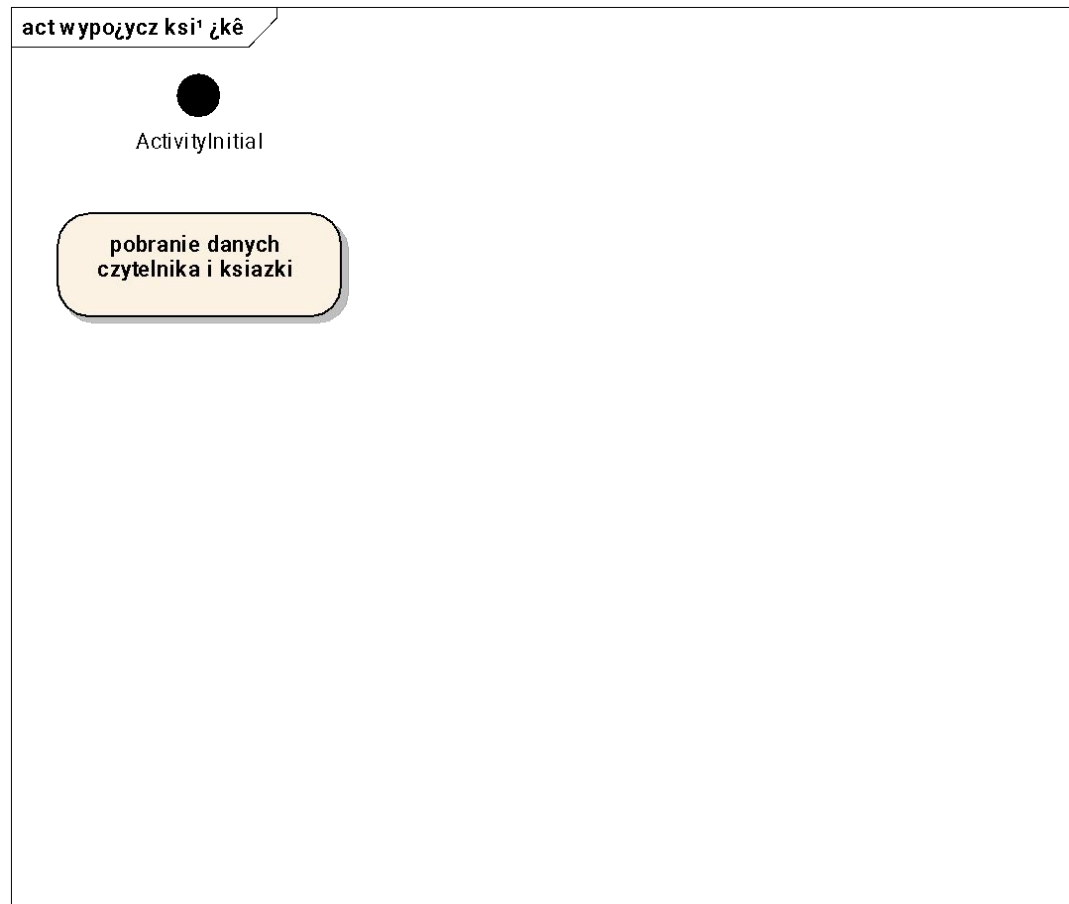 act wypo¿ycz ksi¹ ¿kê
ActivityInitial
pobranie danych
czytelnika i ksiazki